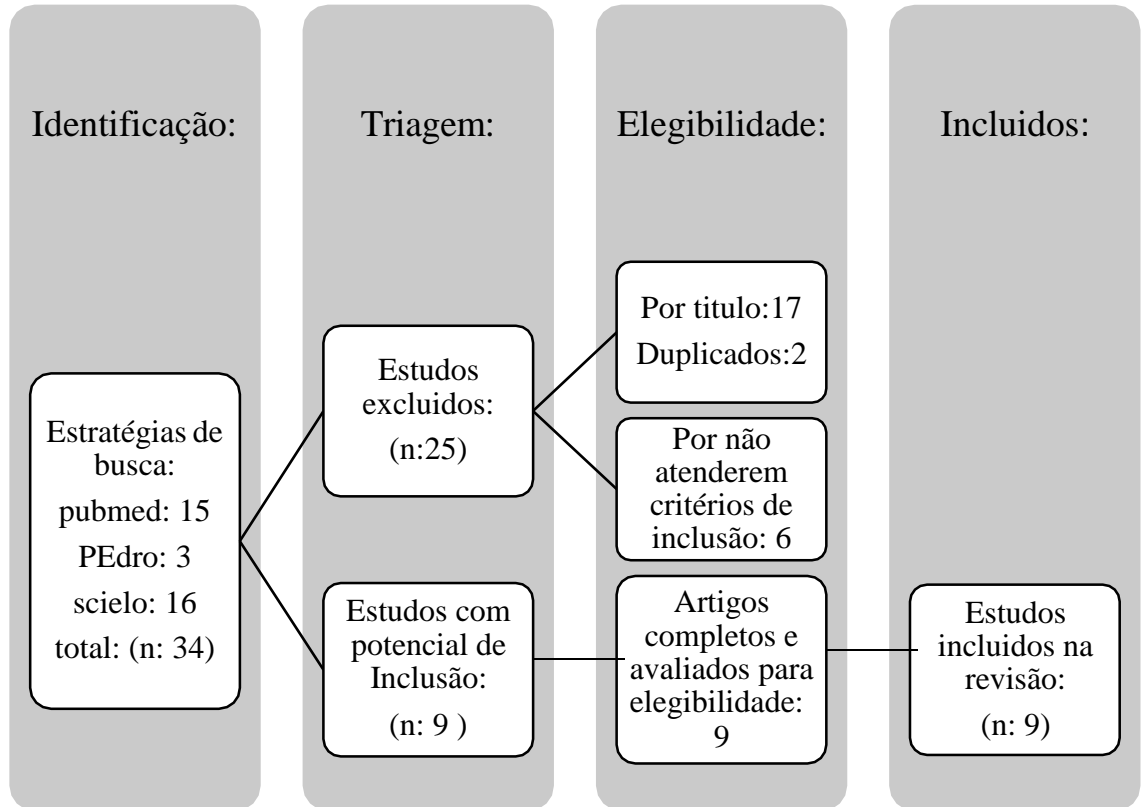 Identificação:
Triagem:
Elegibilidade:
Incluidos:
Estratégias de
busca:
pubmed: 15
PEdro: 3
scielo: 16
total: (n: 34)
Estudos
excluidos:
(n:25)
Estudos com
potencial de
Inclusão:
(n: 9 )
Por titulo:17
Duplicados:2
Por não
atenderem
critérios de
inclusão: 6
Artigos
completos e
avaliados para
elegibilidade:
9
Estudos
incluidos na
revisão:
(n: 9)